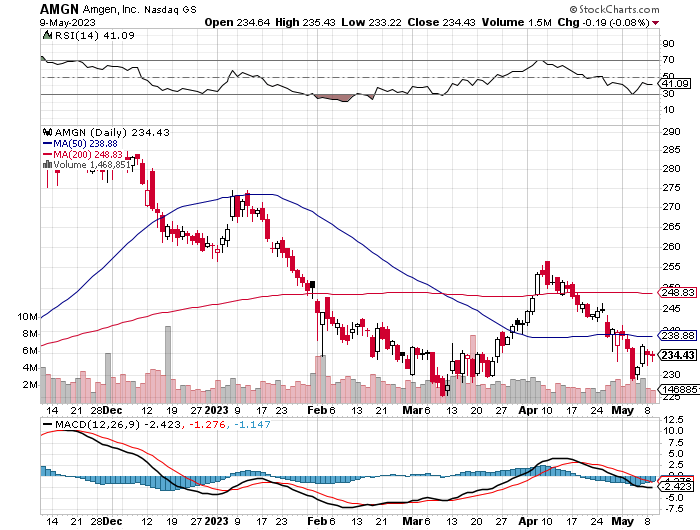 AMGN Amgen, Inc. Nasdaq GS © StockCharts.com
9-May-2023 Open 234.64 High 235.43 Low 233.22 Close 234.43 Volume 1.5M Chg -0.19 (-0.08%)
RSI(14) 41.09
90
70
50
41.09
30
10
AMGN (Daily) 234.43
MA(50) 238.88
MA(200) 248.83
Volume 1,468,851
290
285
280
275
270
265
260
255
250
248.83
245
238.88
234.43
230
225
10M
8M
6M
4M
2M
14 21 28 Dec 12 19 27 2023 9 17 23 Feb 6 13 21 27 Mar 6 13 20 27 Apr 10 17 24 May 8
MACD(12,26,9) -2.423, -1.276, -1.147
12.5
10.0
7.5
5.0
2.5
0.0
-1.276
-2.423
-5.0
-7.5
14 21 28 Dec 12 19 27 2023 9 17 23 Feb 6 13 21 27 Mar 6 13 20 27 Apr 10 17 24 May 8